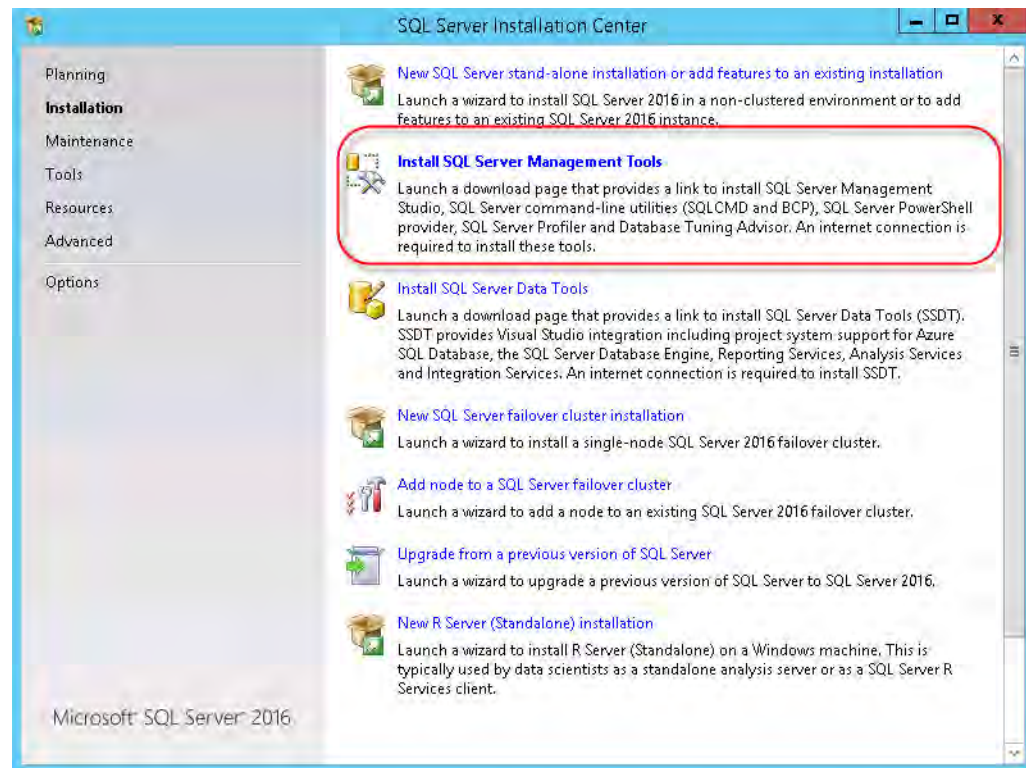 SQL Server Installation Center
Planning
Installation
Maintenance
Tools
Resources
Advanced
Options
New SQL Server stand-alone installation or add features to an existing installation
Launch a wizard to install SQL Server 2016 in a non-clustered environment or to add
features to an existing SQL Server 2016 instance.
Install SQL Server Management Tools
Launch a download page that provides a link to install SQL Server Management
Studio, SQL Server command-line utilities (SQLCMD and BCP), SQL Server PowerShell
provider, SQL Server Profiler and Database Tuning Advisor. An internet connection is
required to install these tools.
Install SQL Server Data Tools
Launch a download page that provides a link to install SQL Server Data Tools (SSDT).
SSDT provides Visual Studio integration including project system support for Azure
SQL Database, the SQL Server Database Engine, Reporting Services, Analysis Services
and Integration Services. An internet connection is required to install SSDT.
New SQL Server failover cluster installation
Launch a wizard to install a single-node SQL Server 2016 failover cluster.
Add node to a SQL Server failover cluster
Launch a wizard to add a node to an existing SQL Server 2016 failover cluster.
Upgrade from a previous version of SQL Server
Launch a wizard to upgrade a previous version of SQL Server to SQL Server 2016.
New R Server (Standalone) installation
Launch a wizard to install R Server (Standalone) on a Windows machine. This is
typically used by data scientists as a standalone analysis server or as a SQL Server R
Services client.
Microsoft SQL Server 2016